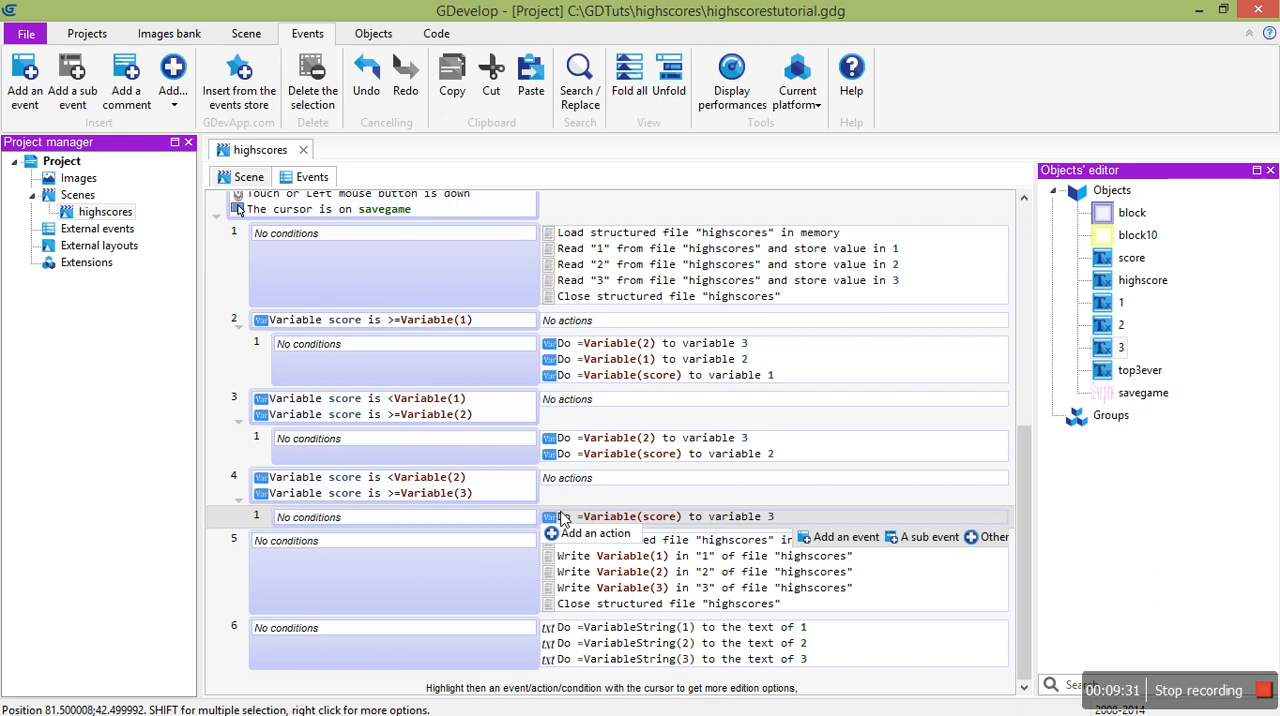 GDevelop - [Project] C:\GDTuts\highscores\highscorestutorial.gdg
File Projects Images bank Scene Events Objects Code
Add an event
Add a sub event
Add a comment
Add...
Insert from the events store
Delete the selection
Undo
Redo
Copy
Cut
Paste
Search / Replace
Fold all
Unfold
Display performances
Current platform
Help
Insert
GDevApp.com
Delete
Cancelling
Clipboard
Search
View
Tools
Help
Project manager
Project
Images
Scenes
highscores
External events
External layouts
Extensions
highscores
Scene Events
Touch or Left mouse button is down
The cursor is on savegame
1 No conditions
Load structured file "highscores" in memory
Read "1" from file "highscores" and store value in 1
Read "2" from file "highscores" and store value in 2
Read "3" from file "highscores" and store value in 3
Close structured file "highscores"
2 Variable score is >=Variable(1) No actions
1 No conditions
Do =Variable(2) to variable 3
Do =Variable(1) to variable 2
Do =Variable(score) to variable 1
3 Variable score is <Variable(1) No actions
Variable score is >=Variable(2)
1 No conditions
Do =Variable(2) to variable 3
Do =Variable(score) to variable 2
4 Variable score is <Variable(2) No actions
Variable score is >=Variable(3)
1 No conditions
Do =Variable(score) to variable 3
Add an action
Add an event A sub event Other
5 No conditions
ed file "highscores" in
Write Variable(1) in "1" of file "highscores"
Write Variable(2) in "2" of file "highscores"
Write Variable(3) in "3" of file "highscores"
Close structured file "highscores"
6 No conditions
Do =VariableString(1) to the text of 1
Do =VariableString(2) to the text of 2
Do =VariableString(3) to the text of 3
Highlight then an event/action/condition with the cursor to get more edition options,
Objects' editor
Objects
block
block10
score
highscore
1
2
3
top3ever
savegame
Groups
00:09:31 Stop recording
Position 81.500008;42.499992. SHIFT for multiple selection, right click for more options.
2008-2014